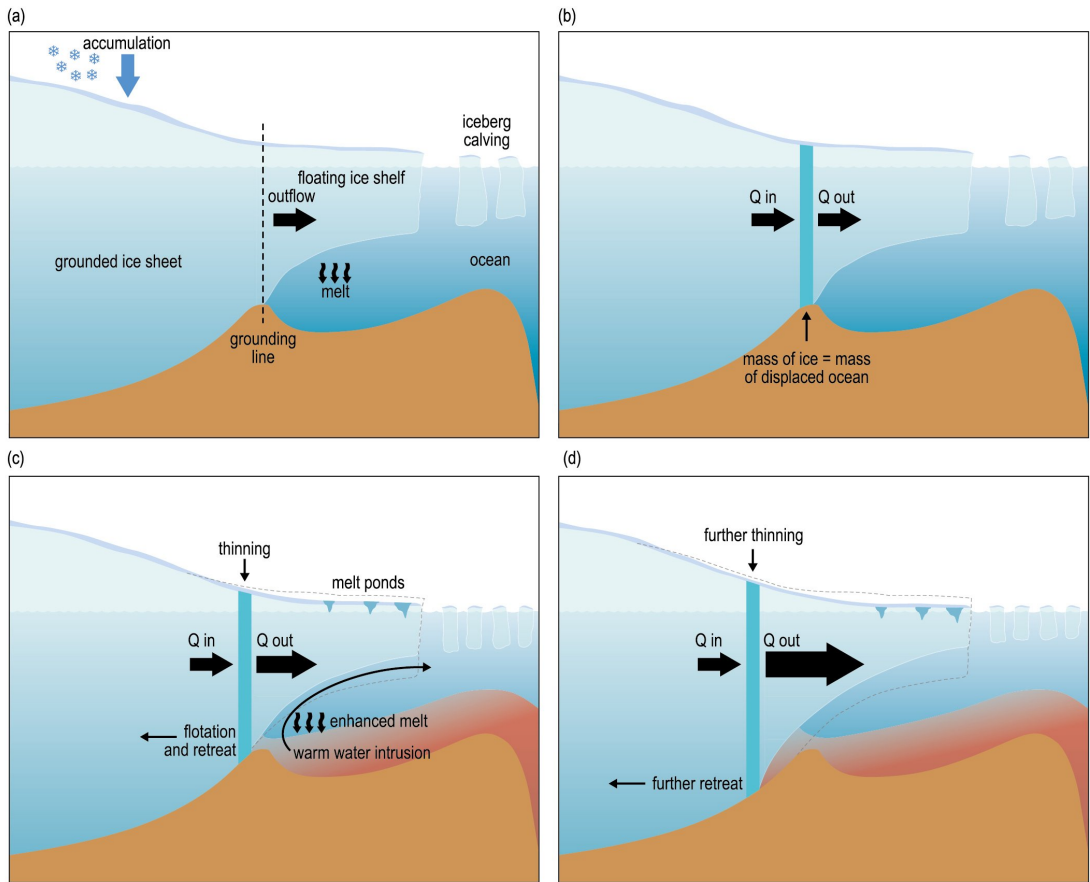 (a)
accumulation
iceberg
calving
floating ice shelf
outflow
grounded ice sheet
ocean
melt
grounding
line
(b)
Q in
Q out
mass of ice = mass
of displaced ocean
(c)
thinning
melt ponds
Q in
Q out
enhanced melt
flotation
and retreat
warm water intrusion
(d)
further thinning
Q in
Q out
further retreat